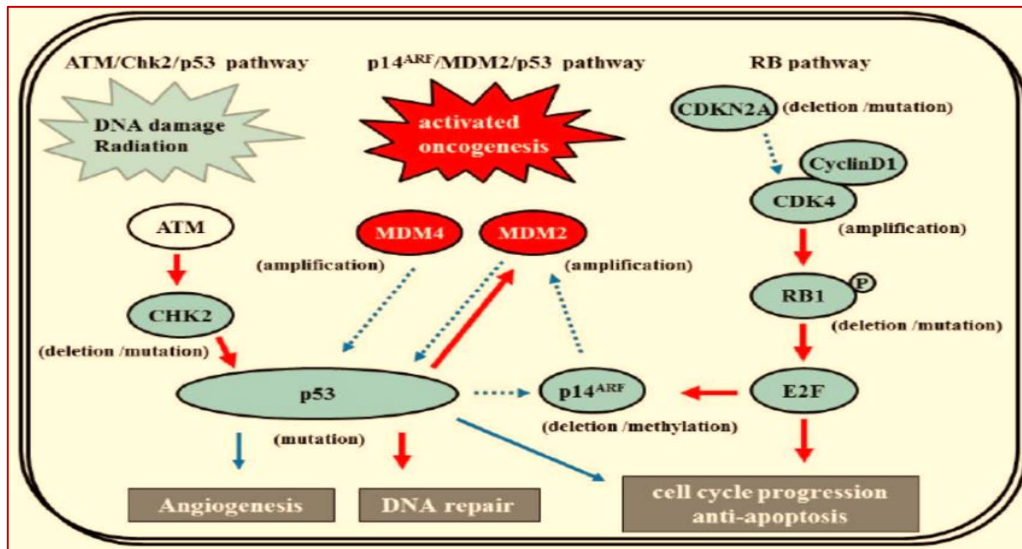 ATM/Chk2/p53 pathway
p14ARF/MDM2/p53 pathway
RB pathway
DNA damage
Radiation
activated
oncogenesis
CDKN2A
(deletion /mutation)
CyclinD1
CDK4
(amplification)
ATM
MDM4
(amplification)
MDM2
(amplification)
RB1
P
(deletion /mutation)
CHK2
(deletion /mutation)
p53
(mutation)
p14ARF
(deletion /methylation)
E2F
Angiogenesis
DNA repair
cell cycle progression
anti-apoptosis